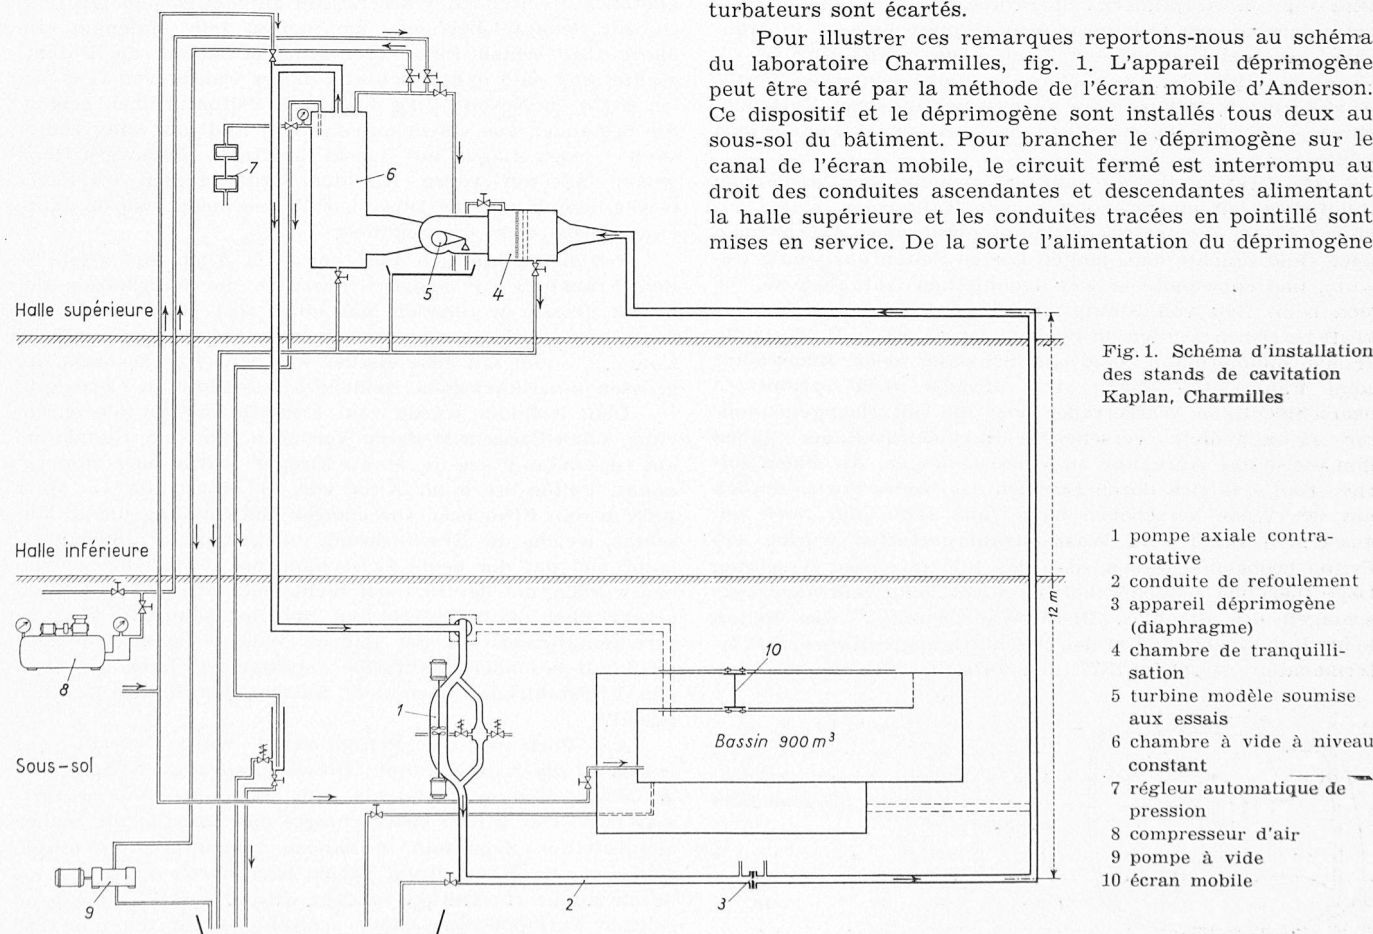 turbateurs sont écartés.
Pour illustrer ces remarques reportons-nous au schéma
du laboratoire Charmilles, fig. 1. L'appareil déprimogène
peut être taré par la méthode de l'écran mobile d'Anderson.
Ce dispositif et le déprimogène sont installés tous deux au
sous-sol du bâtiment. Pour brancher le déprimogène sur le
canal de l'écran mobile, le circuit fermé est interrompu au
droit des conduites ascendantes et descendantes alimentant
la halle supérieure et les conduites tracées en pointillé sont
mises en service. De la sorte l'alimentation du déprimogène
7
6
5
4
Halle supérieure
Fig. 1. Schéma d'installation
des stands de cavitation
Kaplan, Charmilles
Halle inférieure
12 m
8
1
10
Bassin 900 m³
Sous-sol
9
2
3
1 pompe axiale contra-
rotative
2 conduite de refoulement
3 appareil déprimogène
(diaphragme)
4 chambre de tranquilli-
sation
5 turbine modèle soumise
aux essais
6 chambre à vide à niveau
constant
7 régleur automatique de
pression
8 compresseur d'air
9 pompe à vide
10 écran mobile